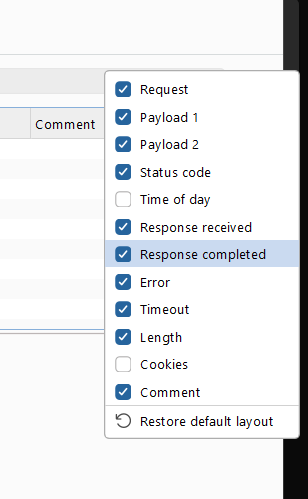 Comment
Request
Payload 1
Payload 2
Status code
Time of day
Response received
Response completed
Error
Timeout
Length
Cookies
Comment
Restore default layout